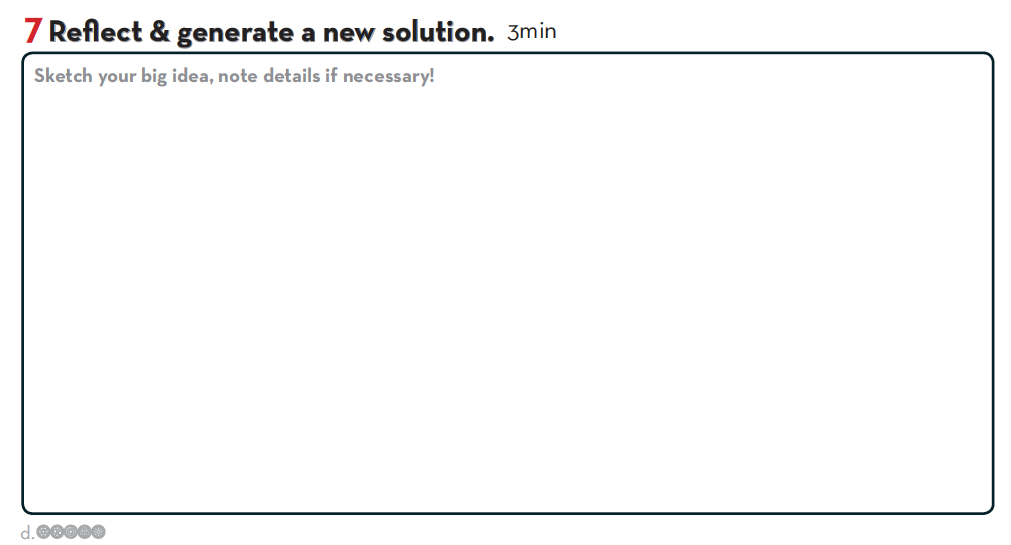 7 Reflect & generate a new solution. 3min
Sketch your big idea, note details if necessary!
d.